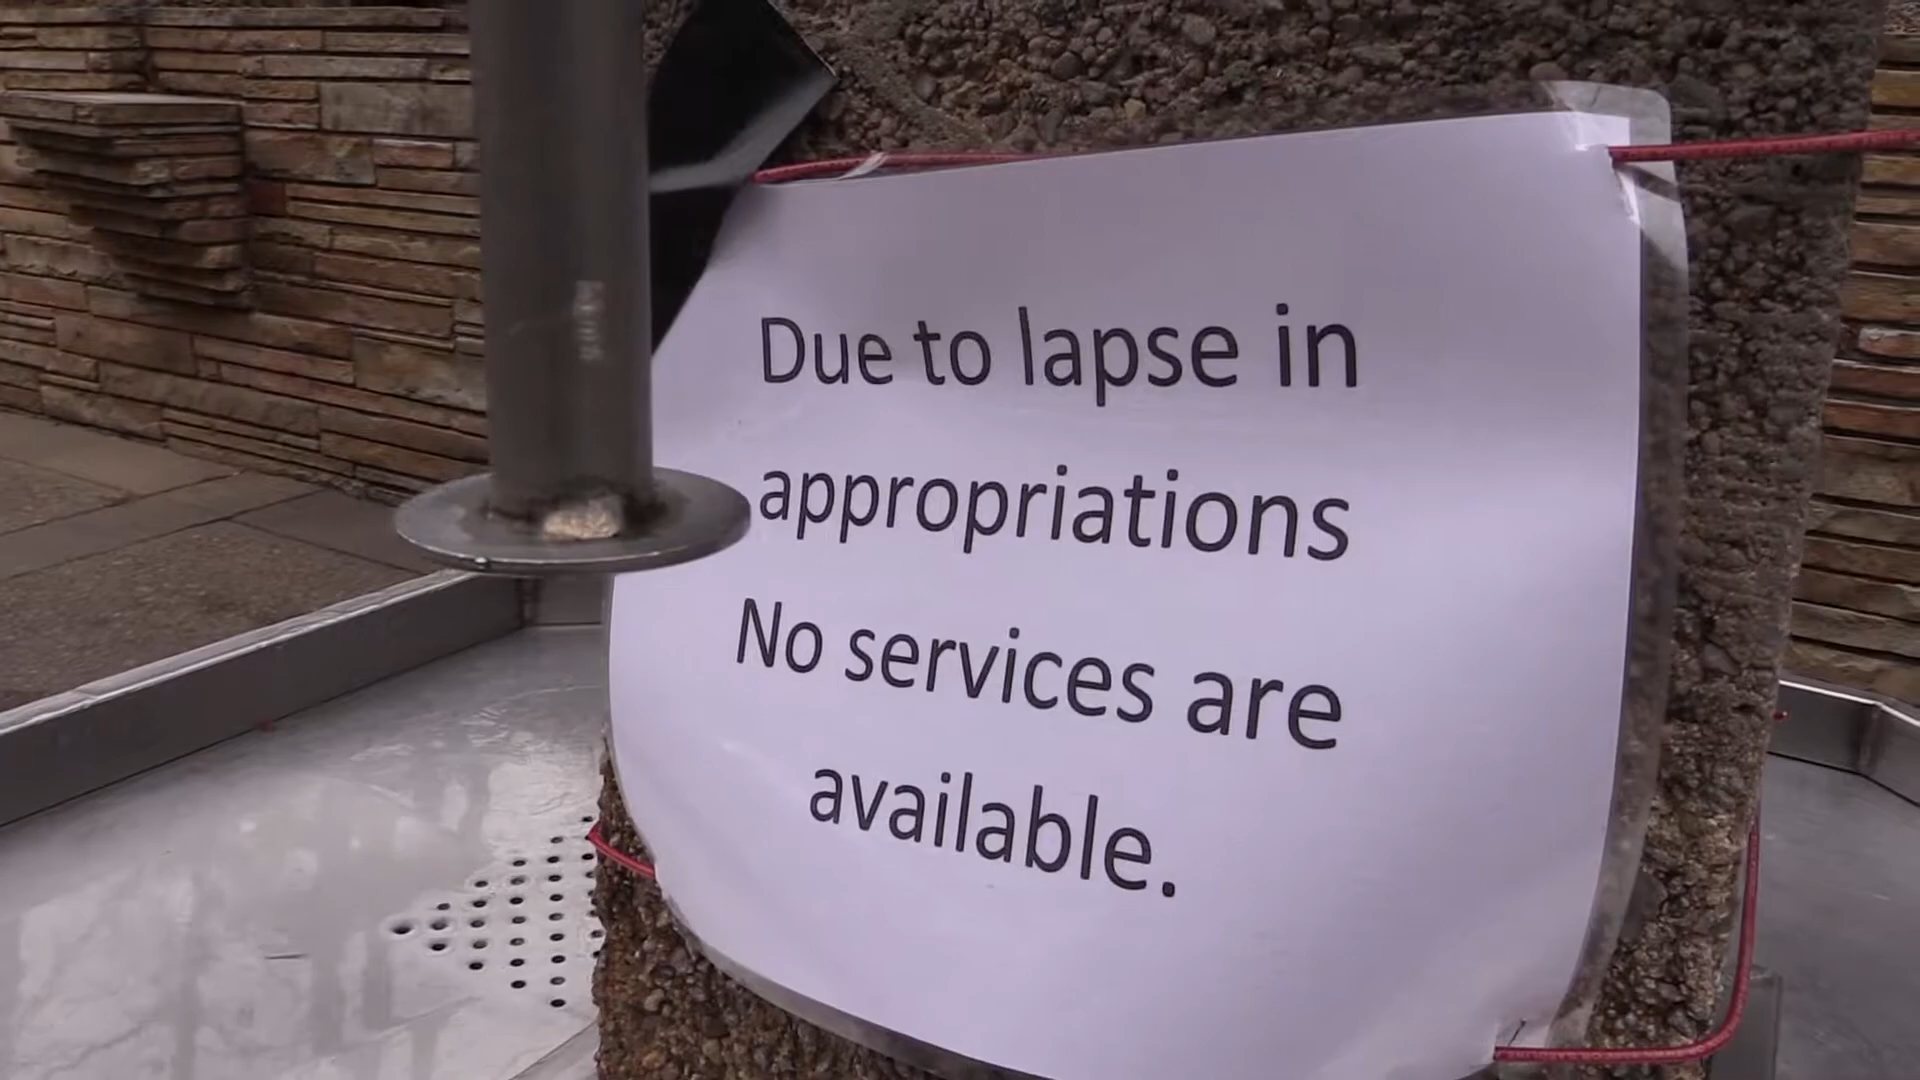 Due to lapse in
appropriations
No services are
available.